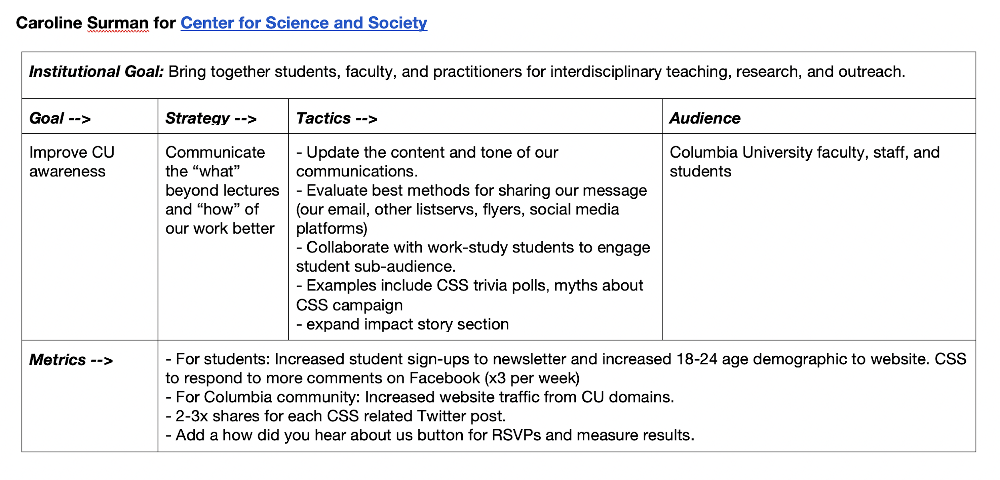 Caroline Surman for Center for Science and Society
Institutional Goal: Bring together students, faculty, and practitioners for interdisciplinary teaching, research, and outreach.
Goal -->
Strategy -->
Tactics -->
Audience
Improve CU
awareness
Communicate
the “what”
beyond lectures
and “how” of
our work better
- Update the content and tone of our
communications.
- Evaluate best methods for sharing our message
(our email, other listservs, flyers, social media
platforms)
- Collaborate with work-study students to engage
student sub-audience.
- Examples include CSS trivia polls, myths about
CSS campaign
- expand impact story section
Columbia University faculty, staff, and
students
Metrics -->
- For students: Increased student sign-ups to newsletter and increased 18-24 age demographic to website. CSS
to respond to more comments on Facebook (x3 per week)
- For Columbia community: Increased website traffic from CU domains.
- 2-3x shares for each CSS related Twitter post.
- Add a how did you hear about us button for RSVPs and measure results.